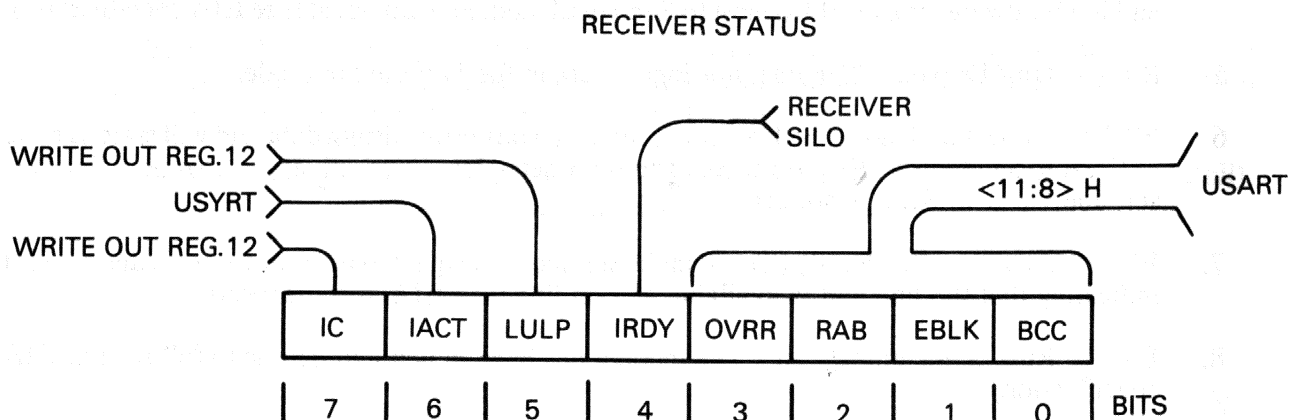 RECEIVER STATUS
RECEIVER
SILO
WRITE OUT REG.12
USYRT
WRITE OUT REG.12
<11:8> H
USART
IC IACT LULP IRDY OVRR RAB EBLK BCC
7 6 5 4 3 2 1 0 BITS